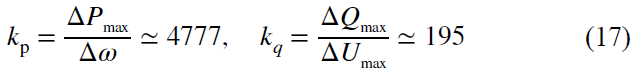 k_p = ΔP_max / Δω ≃ 4777, k_q = ΔQ_max / ΔU_max ≃ 195 (17)